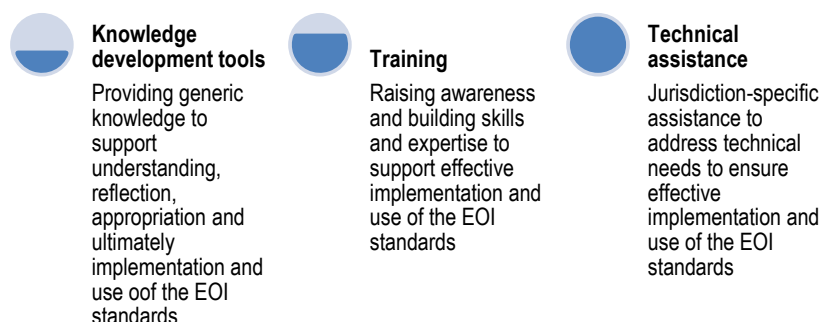 Knowledge
development tools
Providing generic
knowledge to
support
understanding,
reflection,
appropriation and
ultimately
implementation and
use oof the EOI
standards
Training
Raising awareness
and building skills
and expertise to
support effective
implementation and
use of the EOI
standards
Technical
assistance
Jurisdiction-specific
assistance to
address technical
needs to ensure
effective
implementation and
use of the EOI
standards